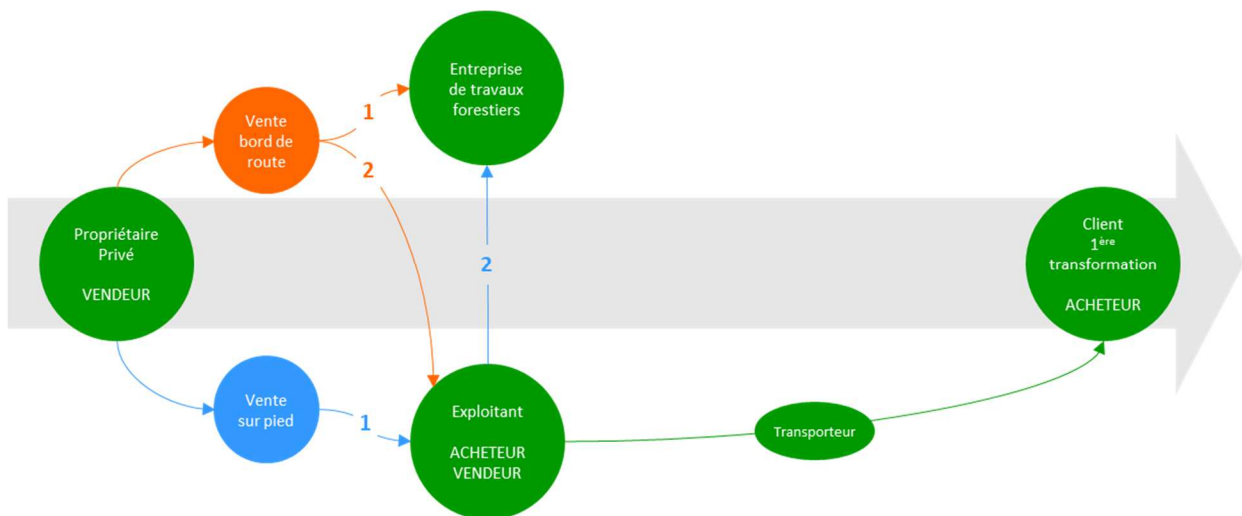 Entreprise
de travaux
forestiers
1
Vente
bord de
route
2
Propriétaire
Privé
VENDEUR
2
Client
1ère
transformation
ACHETEUR
Vente
sur pied
1
Exploitant
ACHETEUR
VENDEUR
Transporteur